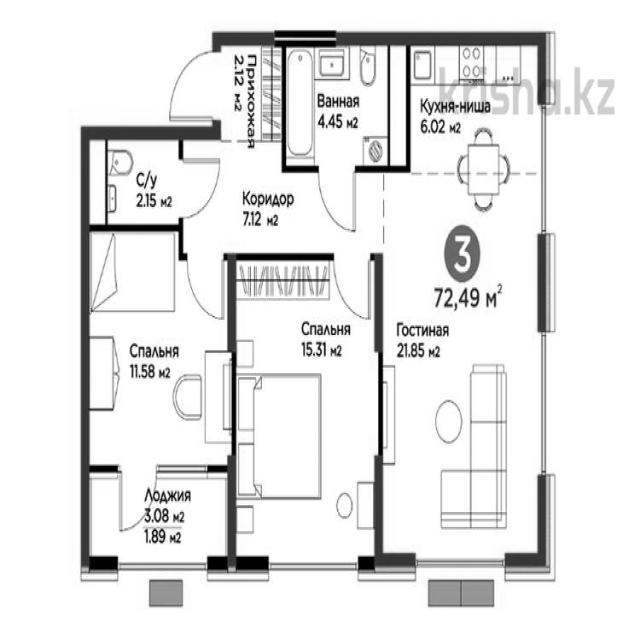 Прихожая
2.12 м2
Ванная
4.45 м2
krisha.kz
Кухня-ниша
6.02 м2
С/у
2.15 м2
Коридор
7.12 м2
3
72,49 м2
Спальня
11.58 м2
Спальня
15.31 м2
Гостиная
21.85 м2
Лоджия
3.08 м2
1.89 м2